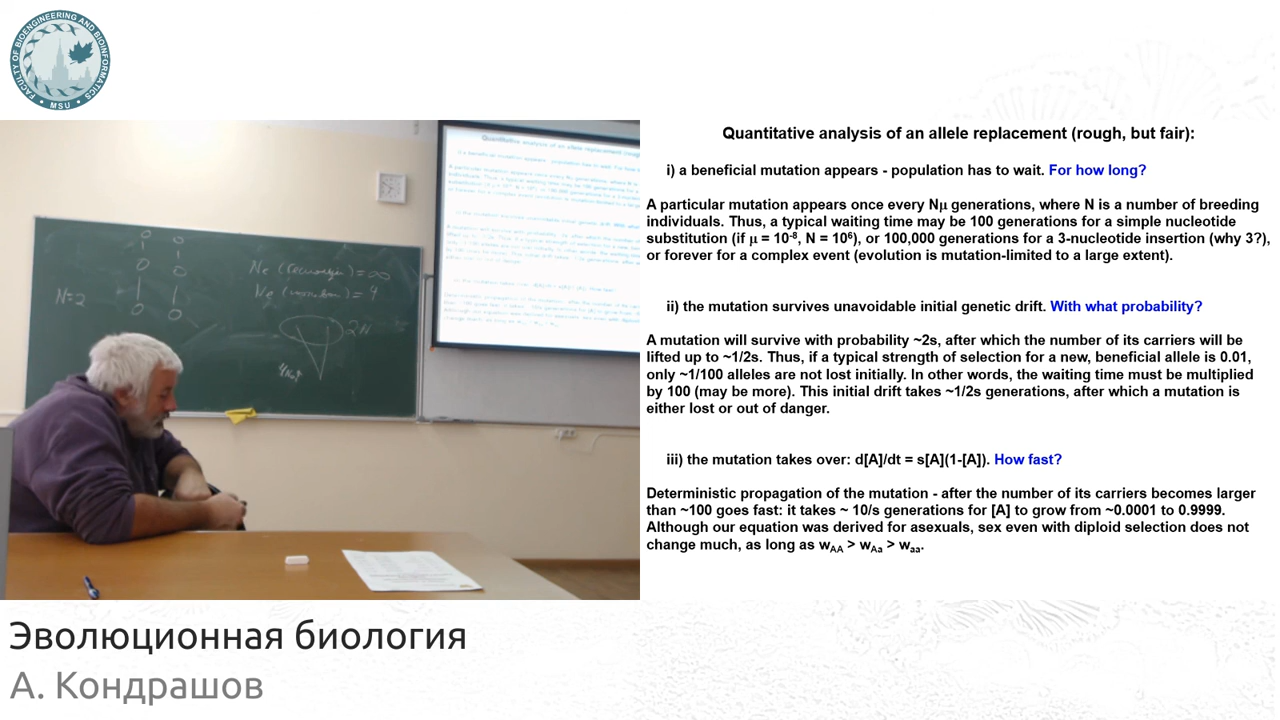 FACULTY OF BIOENGINEERING AND BIOINFORMATICS
• MSU •
Quantitative analysis of an allele replacement (rough, but fair):
i) a beneficial mutation appears - population has to wait. For how long?
A particular mutation appears once every Nμ generations, where N is a number of breeding
individuals. Thus, a typical waiting time may be 100 generations for a simple nucleotide
substitution (if μ = 10⁻⁸, N = 10⁶), or 100,000 generations for a 3-nucleotide insertion (why 3?),
or forever for a complex event (evolution is mutation-limited to a large extent).
ii) the mutation survives unavoidable initial genetic drift. With what probability?
A mutation will survive with probability ~2s, after which the number of its carriers will be
lifted up to ~1/2s. Thus, if a typical strength of selection for a new, beneficial allele is 0.01,
only ~1/100 alleles are not lost initially. In other words, the waiting time must be multiplied
by 100 (may be more). This initial drift takes ~1/2s generations, after which a mutation is
either lost or out of danger.
iii) the mutation takes over: d[A]/dt = s[A](1-[A]). How fast?
Deterministic propagation of the mutation - after the number of its carriers becomes larger
than ~100 goes fast: it takes ~ 10/s generations for [A] to grow from ~0.0001 to 0.9999.
Although our equation was derived for asexuals, sex even with diploid selection does not
change much, as long as wAA > wAa > waa.
N=2
Ne = ∞
Ne = 4
2N
Quantitative analysis of an allele replacement
Эволюционная биология
А. Кондрашов